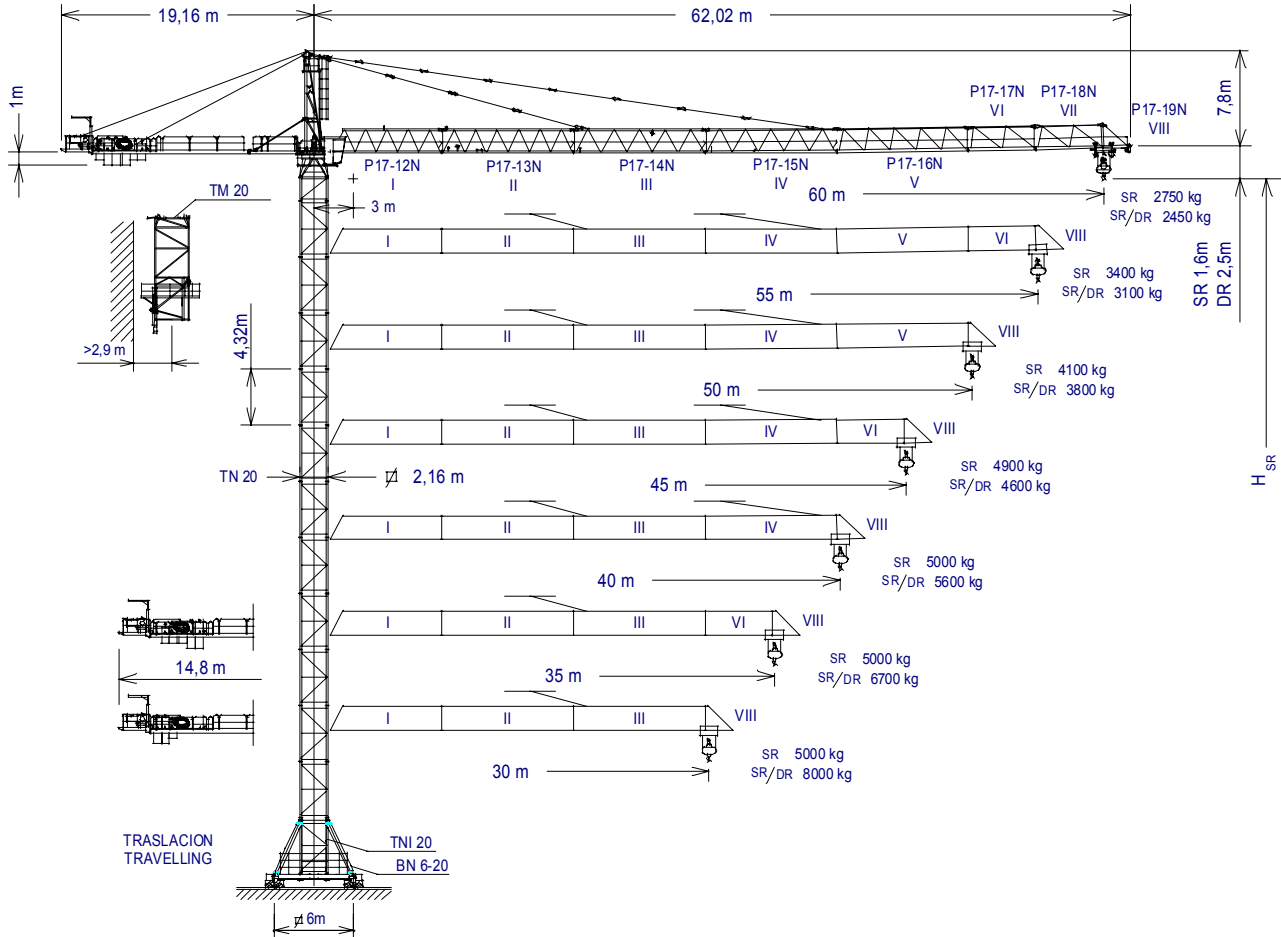 19,16 m
62,02 m
1m
7,8m
P17-17N
VI
P17-18N
VII
P17-19N
VIII
P17-12N
I
P17-13N
II
P17-14N
III
P17-15N
IV
P17-16N
V
TM 20
3 m
60 m
SR 2750 kg
SR/DR 2450 kg
I II III IV V VI VIII
SR 3400 kg
SR/DR 3100 kg
55 m
SR 1,6m
DR 2,5m
>2,9 m
4,32m
I II III IV V VIII
SR 4100 kg
SR/DR 3800 kg
50 m
I II III IV VI VIII
TN 20
2,16 m
SR 4900 kg
SR/DR 4600 kg
45 m
H SR
I II III IV VIII
SR 5000 kg
SR/DR 5600 kg
40 m
I II III VI VIII
14,8 m
SR 5000 kg
SR/DR 6700 kg
35 m
I II III VIII
SR 5000 kg
SR/DR 8000 kg
30 m
TRASLACION
TRAVELLING
TNI 20
BN 6-20
6m